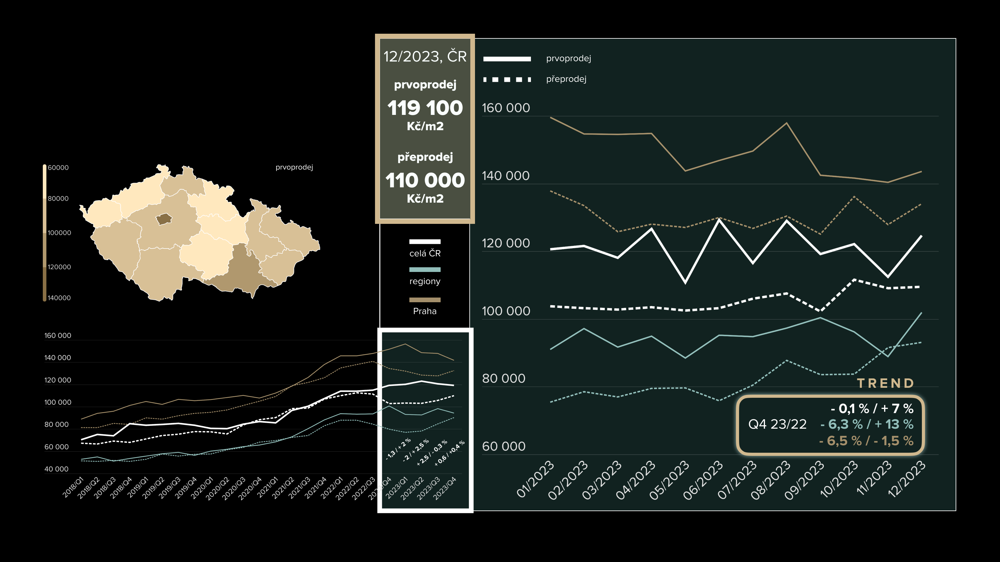 12/2023, ČR
prvoprodej
119 100
Kč/m2
přeprodej
110 000
Kč/m2
celá ČR
regiony
Praha
prvoprodej
60000
80000
100000
120000
140000
160 000
140 000
120 000
100 000
80 000
60 000
40 000
2018/Q1
2018/Q2
2018/Q3
2018/Q4
2019/Q1
2019/Q2
2019/Q3
2019/Q4
2020/Q1
2020/Q2
2020/Q3
2020/Q4
2021/Q1
2021/Q2
2021/Q3
2021/Q4
2022/Q1
2022/Q2
2022/Q3
2022/Q4
2023/Q1
2023/Q2
2023/Q3
2023/Q4
- 1,3 / + 2 %
- 2 / + 2,5 %
+ 2,5 / - 0,3 %
+ 0,6 / +0,4 %
prvoprodej
přeprodej
160 000
140 000
120 000
100 000
80 000
60 000
01/2023
02/2023
03/2023
04/2023
05/2023
06/2023
07/2023
08/2023
09/2023
10/2023
11/2023
12/2023
TREND
- 0,1 % / + 7 %
Q4 23/22 - 6,3 % / + 13 %
- 6,5 % / - 1,5 %